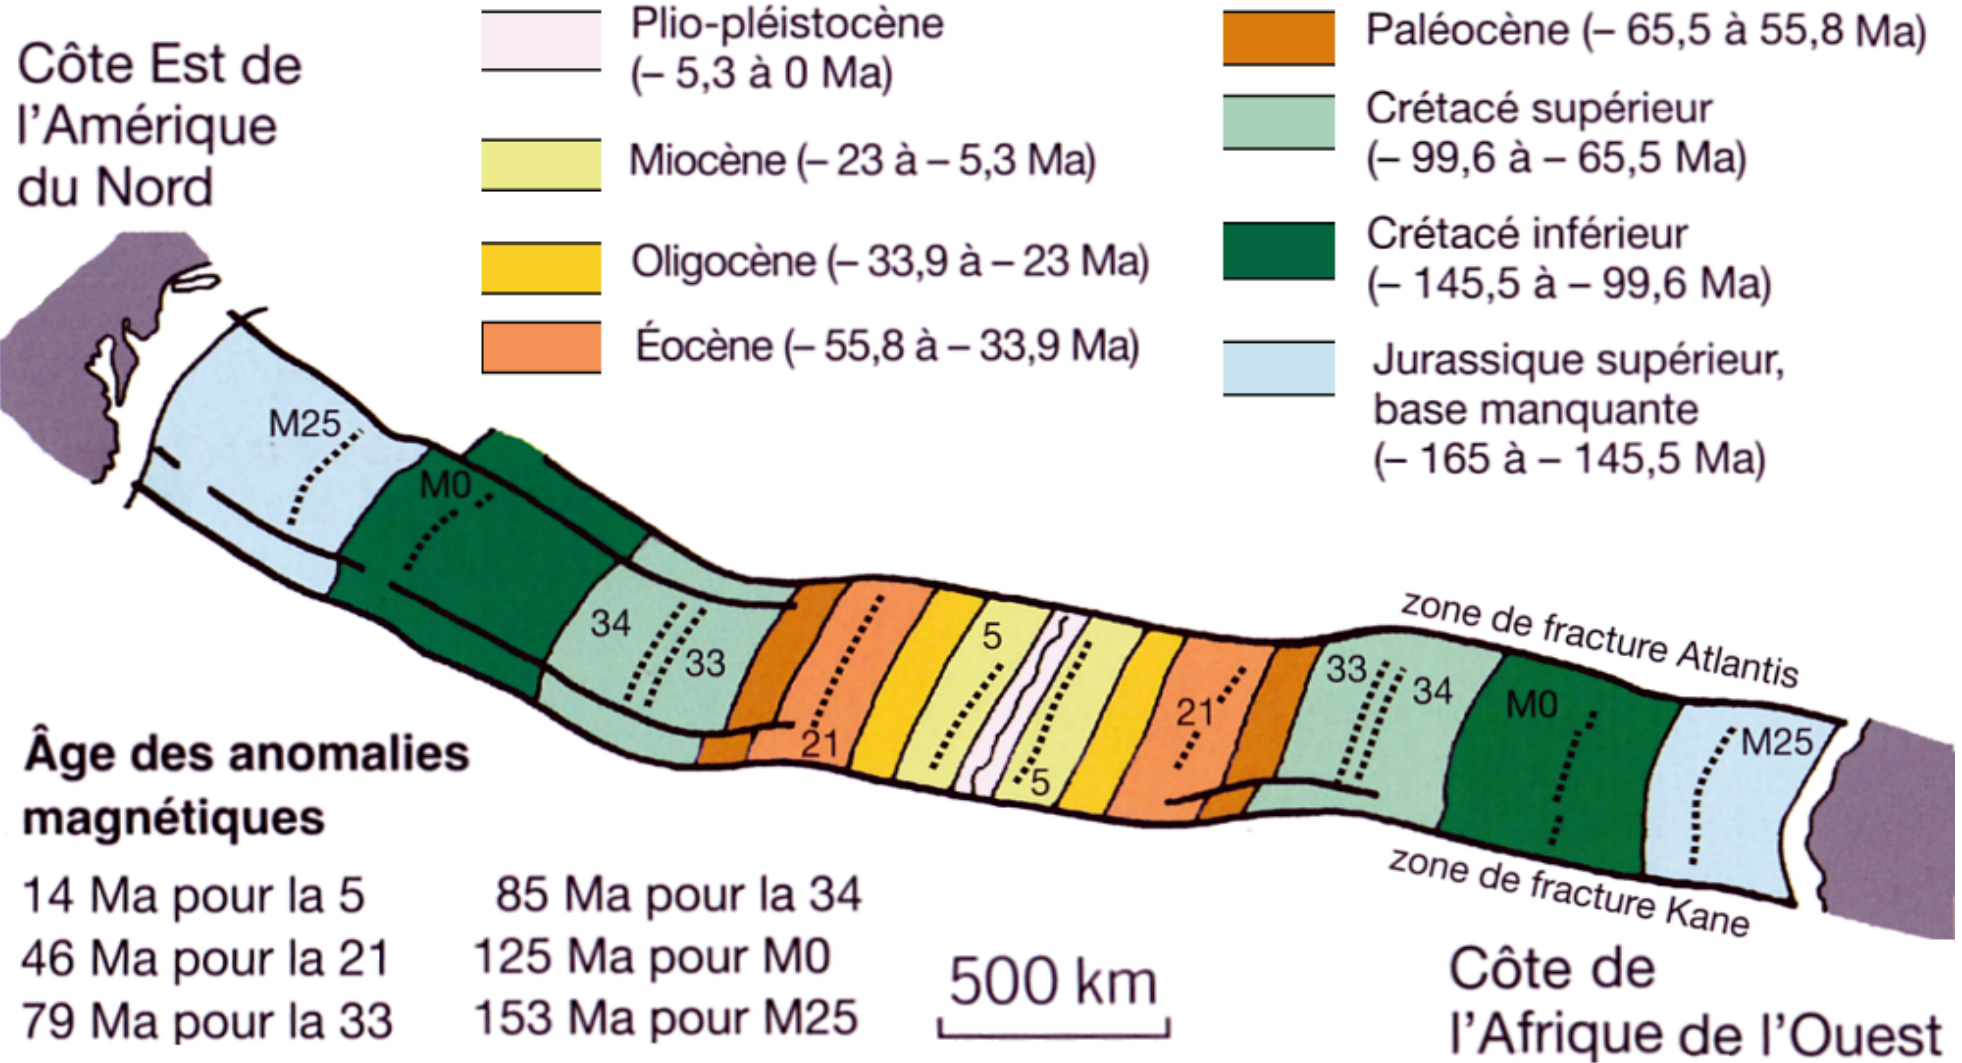 Côte Est de
l’Amérique
du Nord
Plio-pléistocène
(– 5,3 à 0 Ma)
Miocène (– 23 à – 5,3 Ma)
Oligocène (– 33,9 à – 23 Ma)
Éocène (– 55,8 à – 33,9 Ma)
Paléocène (– 65,5 à 55,8 Ma)
Crétacé supérieur
(– 99,6 à – 65,5 Ma)
Crétacé inférieur
(– 145,5 à – 99,6 Ma)
Jurassique supérieur,
base manquante
(– 165 à – 145,5 Ma)
M25
M0
34
33
21
5
5
21
33
34
M0
M25
zone de fracture Atlantis
zone de fracture Kane
Âge des anomalies
magnétiques
14 Ma pour la 5
46 Ma pour la 21
79 Ma pour la 33
85 Ma pour la 34
125 Ma pour M0
153 Ma pour M25
500 km
Côte de
l’Afrique de l’Ouest